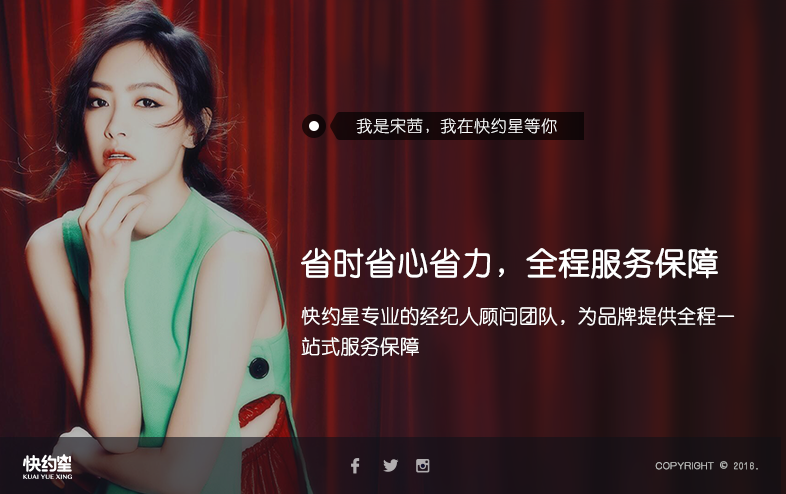 我是宋茜，我在快约星等你
省时省心省力，全程服务保障
快约星专业的经纪人顾问团队，为品牌提供全程一
站式服务保障
快约星
KUAI YUE XING
COPYRIGHT © 2016.